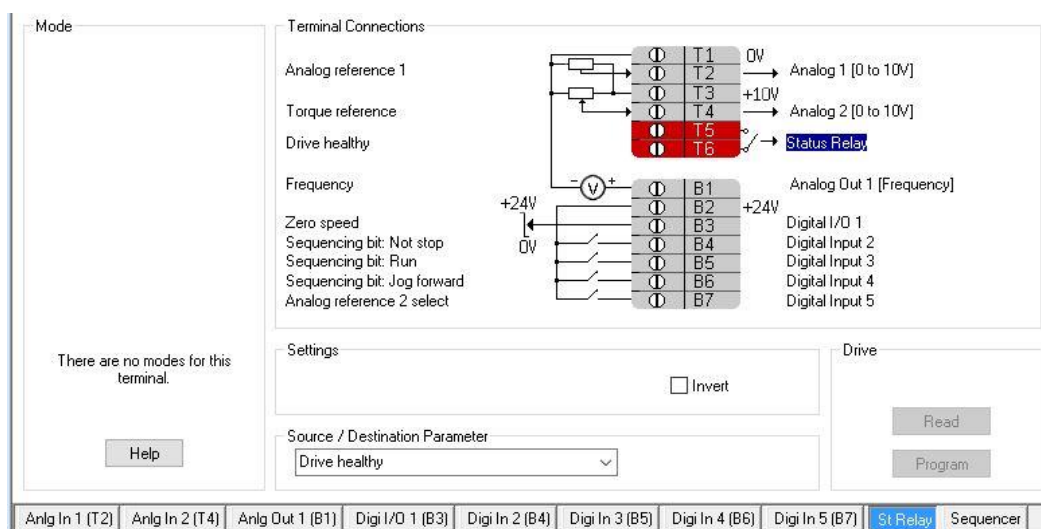 Mode
Terminal Connections
T1 0V
Analog reference 1 T2 Analog 1 [0 to 10V]
T3 +10V
Torque reference T4 Analog 2 [0 to 10V]
T5
Drive healthy Status Relay
T6
Frequency - V + B1 Analog Out 1 [Frequency]
+24V B2 +24V
Zero speed B3 Digital I/O 1
Sequencing bit: Not stop 0V B4 Digital Input 2
Sequencing bit: Run B5 Digital Input 3
Sequencing bit: Jog forward B6 Digital Input 4
Analog reference 2 select B7 Digital Input 5
There are no modes for this
terminal.
Help
Settings
Invert
Source / Destination Parameter
Drive healthy
Drive
Read
Program
Anlg In 1 (T2) Anlg In 2 (T4) Anlg Out 1 (B1) Digi I/O 1 (B3) Digi In 2 (B4) Digi In 3 (B5) Digi In 4 (B6) Digi In 5 (B7) St Relay Sequencer